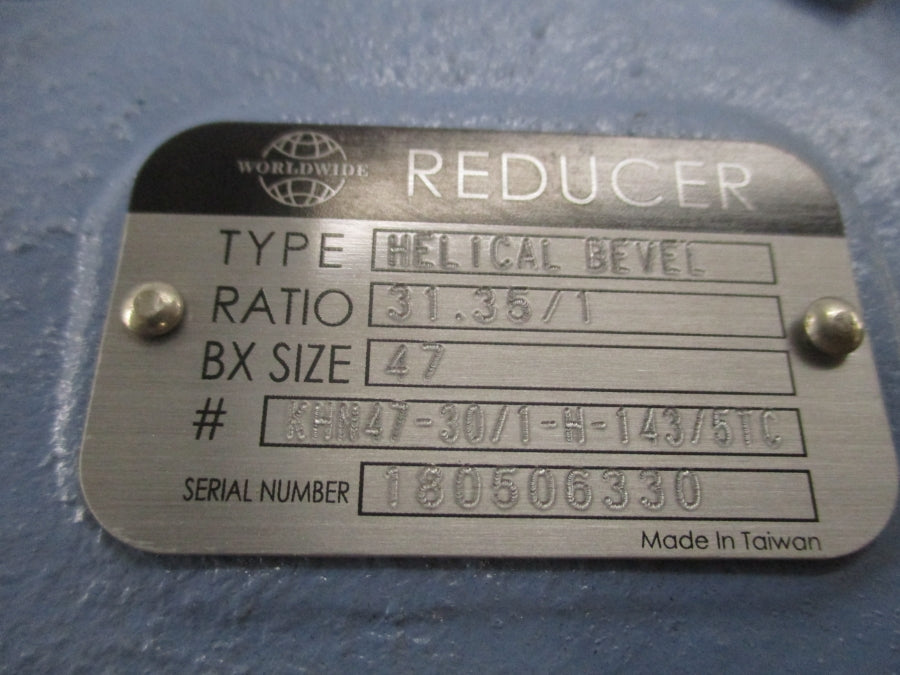 WORLDWIDE REDUCER
TYPE HELICAL BEVEL
RATIO 31.35/1
BX SIZE 47
# KHN47-30/1-H-143/5TC
SERIAL NUMBER 180506330
Made In Taiwan